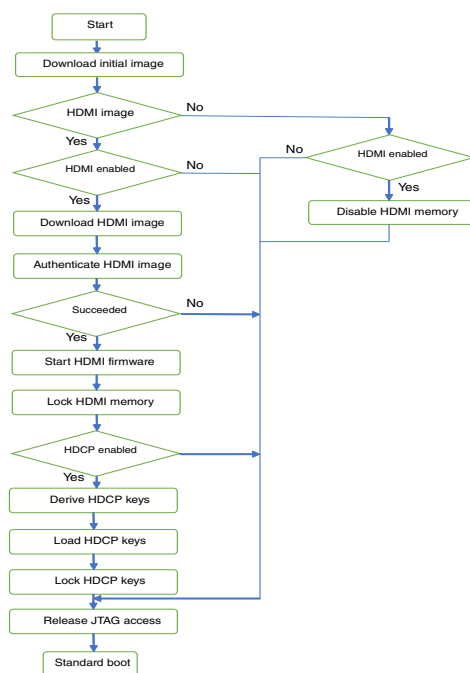 Start
Download initial image
HDMI image
No
Yes
HDMI enabled
No
No
HDMI enabled
Yes
Yes
Disable HDMI memory
Download HDMI image
Authenticate HDMI image
Succeeded
No
Yes
Start HDMI firmware
Lock HDMI memory
HDCP enabled
Yes
Derive HDCP keys
Load HDCP keys
Lock HDCP keys
Release JTAG access
Standard boot